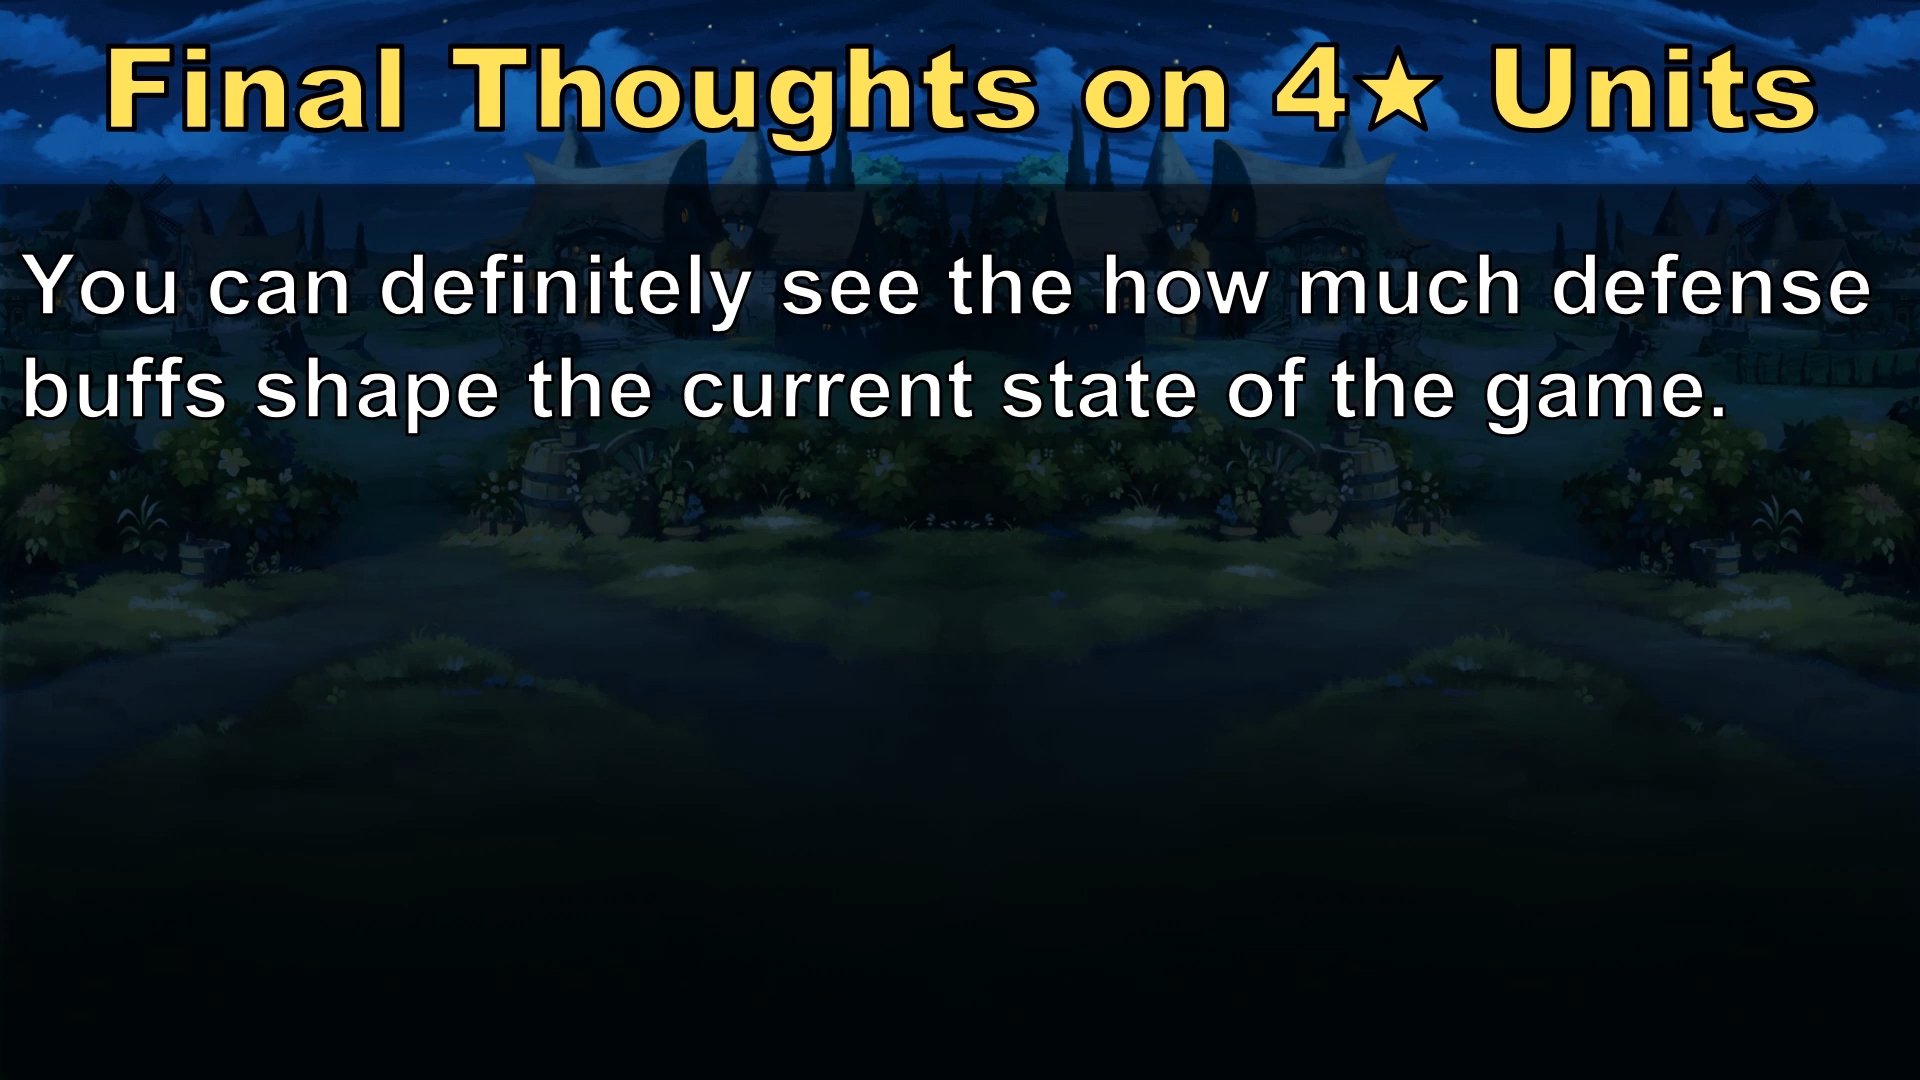 Final Thoughts on 4★ Units
You can definitely see the how much defense
buffs shape the current state of the game.